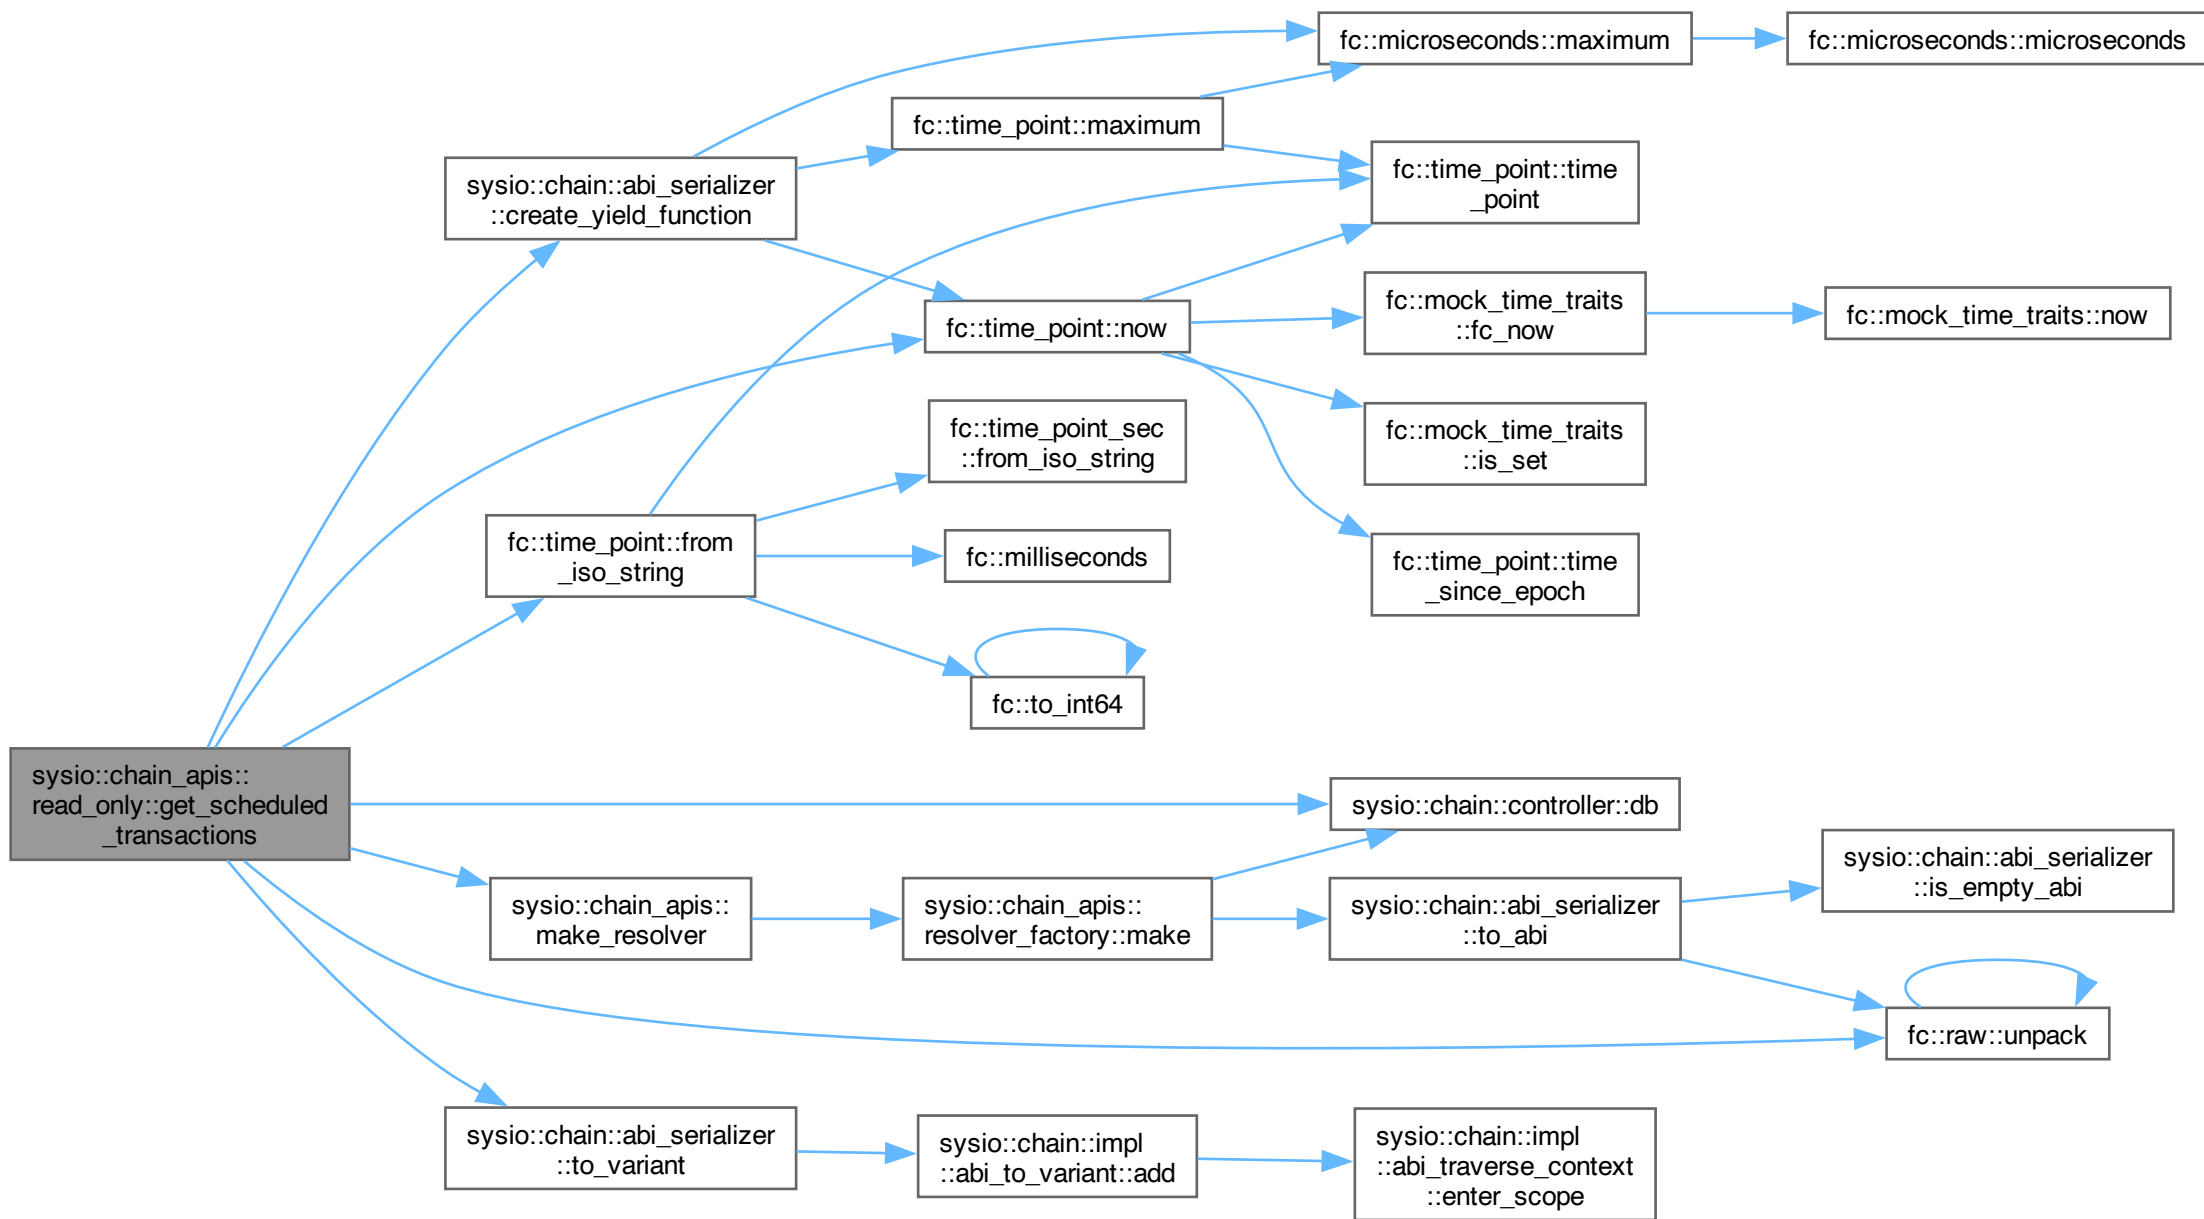 fc::microseconds::maximum
fc::microseconds::microseconds
fc::time_point::maximum
fc::time_point::time
_point
sysio::chain::abi_serializer
::create_yield_function
fc::mock_time_traits
::fc_now
fc::mock_time_traits::now
fc::time_point::now
fc::time_point_sec
::from_iso_string
fc::mock_time_traits
::is_set
fc::time_point::from
_iso_string
fc::milliseconds
fc::time_point::time
_since_epoch
fc::to_int64
sysio::chain_apis::
read_only::get_scheduled
_transactions
sysio::chain::controller::db
sysio::chain_apis::
make_resolver
sysio::chain_apis::
resolver_factory::make
sysio::chain::abi_serializer
::to_abi
sysio::chain::abi_serializer
::is_empty_abi
fc::raw::unpack
sysio::chain::abi_serializer
::to_variant
sysio::chain::impl
::abi_to_variant::add
sysio::chain::impl
::abi_traverse_context
::enter_scope